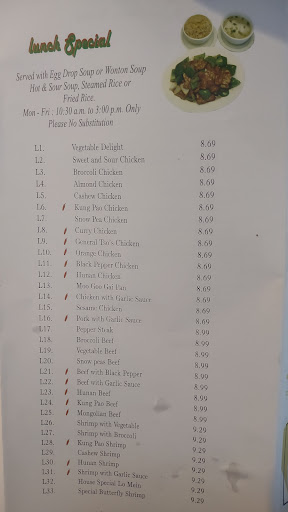 Lunch Special
Served with Egg Drop Soup or Wonton Soup
Hot & Sour Soup, Steamed Rice or
Fried Rice.
Mon - Fri : 10:30 a.m. to 3:00 p.m. Only
Please No Substitution
L1. Vegetable Delight 8.69
L2. Sweet and Sour Chicken 8.69
L3. Broccoli Chicken 8.69
L4. Almond Chicken 8.69
L5. Cashew Chicken 8.69
L6. Kung Pao Chicken 8.69
L7. Snow Pea Chicken 8.69
L8. Curry Chicken 8.69
L9. General Tso's Chicken 8.69
L10. Orange Chicken 8.69
L11. Black Pepper Chicken 8.69
L12. Hunan Chicken 8.69
L13. Moo Goo Gai Pan 8.69
L14. Chicken with Garlic Sauce 8.69
L15. Sesame Chicken 8.69
L16. Pork with Garlic Sauce 8.69
L17. Pepper Steak 8.99
L18. Broccoli Beef 8.99
L19. Vegetable Beef 8.99
L20. Snow peas Beef 8.99
L21. Beef with Black Pepper 8.99
L22. Beef with Garlic Sauce 8.99
L23. Hunan Beef 8.99
L24. Kung Pao Beef 8.99
L25. Mongolian Beef 8.99
L26. Shrimp with Vegetable 9.29
L27. Shrimp with Broccoli 9.29
L28. Kung Pao Shrimp 9.29
L29. Cashew Shrimp 9.29
L30. Hunan Shrimp 9.29
L31. Shrimp with Garlic Sauce 9.29
L32. House Special Lo Mein 9.29
L33. Special Butterfly Shrimp 9.29